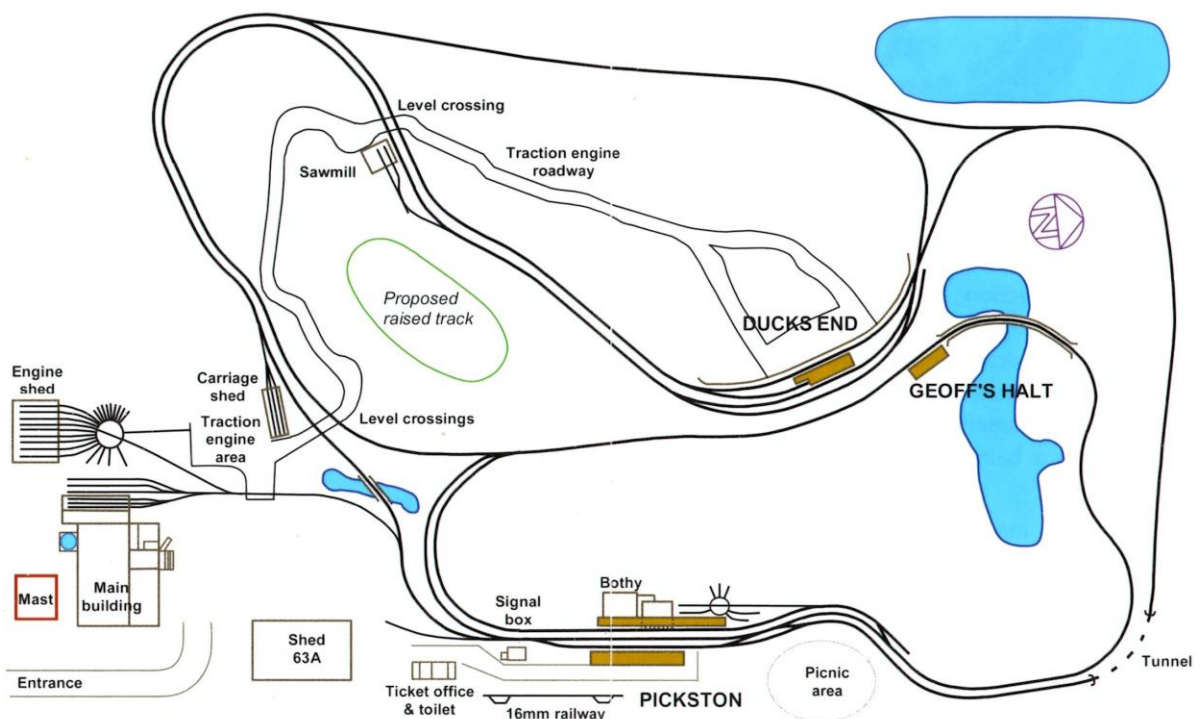 Level crossing
Traction engine
roadway
Sawmill
Proposed
raised track
DUCKS END
N
GEOFF'S HALT
Engine
shed
Carriage
shed
Traction
engine
area
Level crossings
Main
building
Mast
Bothy
Signal
box
Shed
63A
Entrance
Ticket office
& toilet
16mm railway
PICKSTON
Picnic
area
Tunnel